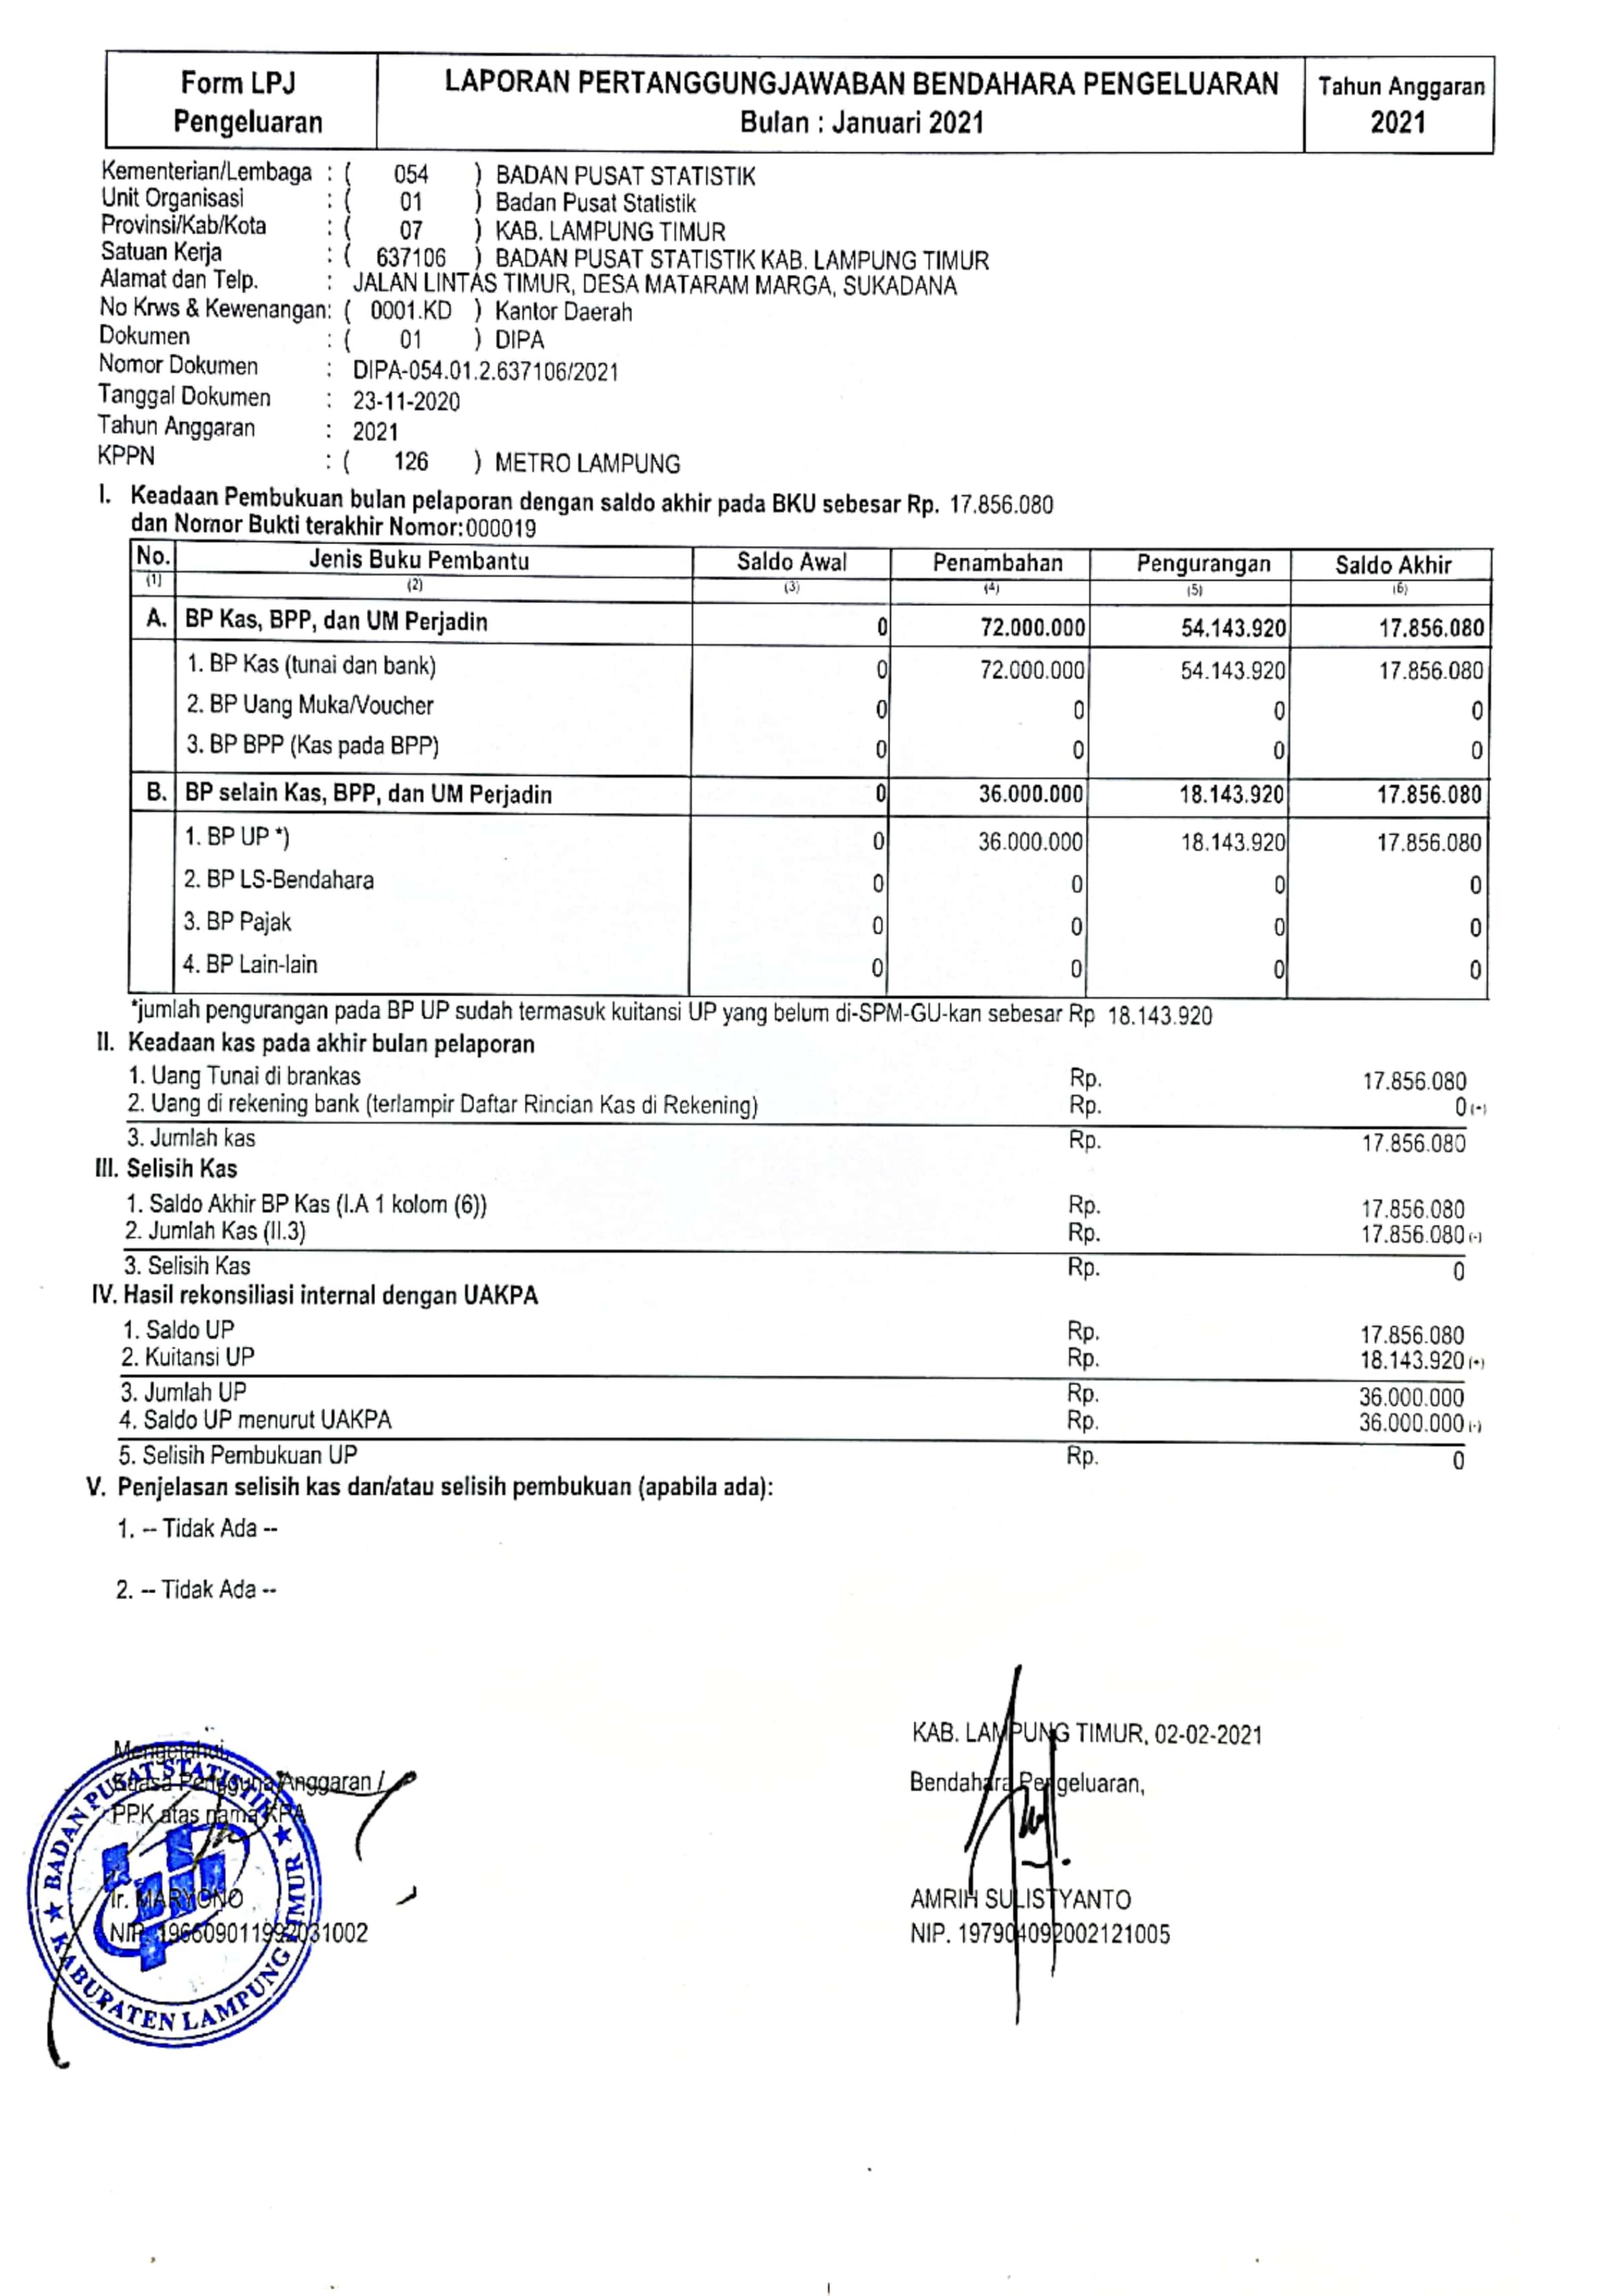 Form LPJ
Pengeluaran
LAPORAN PERTANGGUNGJAWABAN BENDAHARA PENGELUARAN
Bulan : Januari 2021
Tahun Anggaran
2021
Kementerian/Lembaga : ( 054 ) BADAN PUSAT STATISTIK
Unit Organisasi : ( 01 ) Badan Pusat Statistik
Provinsi/Kab/Kota : ( 07 ) KAB. LAMPUNG TIMUR
Satuan Kerja : ( 637106 ) BADAN PUSAT STATISTIK KAB. LAMPUNG TIMUR
Alamat dan Telp. : JALAN LINTAS TIMUR, DESA MATARAM MARGA, SUKADANA
No Krws & Kewenangan: ( 0001.KD ) Kantor Daerah
Dokumen : ( 01 ) DIPA
Nomor Dokumen : DIPA-054.01.2.637106/2021
Tanggal Dokumen : 23-11-2020
Tahun Anggaran : 2021
KPPN : ( 126 ) METRO LAMPUNG
I. Keadaan Pembukuan bulan pelaporan dengan saldo akhir pada BKU sebesar Rp. 17.856.080
dan Nomor Bukti terakhir Nomor:000019
No. Jenis Buku Pembantu Saldo Awal Penambahan Pengurangan Saldo Akhir
(1) (2) (3) (4) (5) (6)
A. BP Kas, BPP, dan UM Perjadin 0 72.000.000 54.143.920 17.856.080
1. BP Kas (tunai dan bank) 0 72.000.000 54.143.920 17.856.080
2. BP Uang Muka/Voucher 0 0 0 0
3. BP BPP (Kas pada BPP) 0 0 0 0
B. BP selain Kas, BPP, dan UM Perjadin 0 36.000.000 18.143.920 17.856.080
1. BP UP *) 0 36.000.000 18.143.920 17.856.080
2. BP LS-Bendahara 0 0 0 0
3. BP Pajak 0 0 0 0
4. BP Lain-lain 0 0 0 0
*jumlah pengurangan pada BP UP sudah termasuk kuitansi UP yang belum di-SPM-GU-kan sebesar Rp 18.143.920
II. Keadaan kas pada akhir bulan pelaporan
1. Uang Tunai di brankas Rp. 17.856.080
2. Uang di rekening bank (terlampir Daftar Rincian Kas di Rekening) Rp. 0 (+)
3. Jumlah kas Rp. 17.856.080
III. Selisih Kas
1. Saldo Akhir BP Kas (I.A 1 kolom (6)) Rp. 17.856.080
2. Jumlah Kas (II.3) Rp. 17.856.080 (-)
3. Selisih Kas Rp. 0
IV. Hasil rekonsiliasi internal dengan UAKPA
1. Saldo UP Rp. 17.856.080
2. Kuitansi UP Rp. 18.143.920 (+)
3. Jumlah UP Rp. 36.000.000
4. Saldo UP menurut UAKPA Rp. 36.000.000 (-)
5. Selisih Pembukuan UP Rp. 0
V. Penjelasan selisih kas dan/atau selisih pembukuan (apabila ada):
1. -- Tidak Ada --
2. -- Tidak Ada --
KAB. LAMPUNG TIMUR, 02-02-2021
Bendahara Pengeluaran,
AMRIH SULISTYANTO
NIP. 197904092002121005
Mengetahui,
Kuasa Pengguna Anggaran /
PPK atas nama KPA
Ir. MARYONO
NIP. 196609011992031002
BADAN PUSAT STATISTIK
KABUPATEN LAMPUNG TIMUR